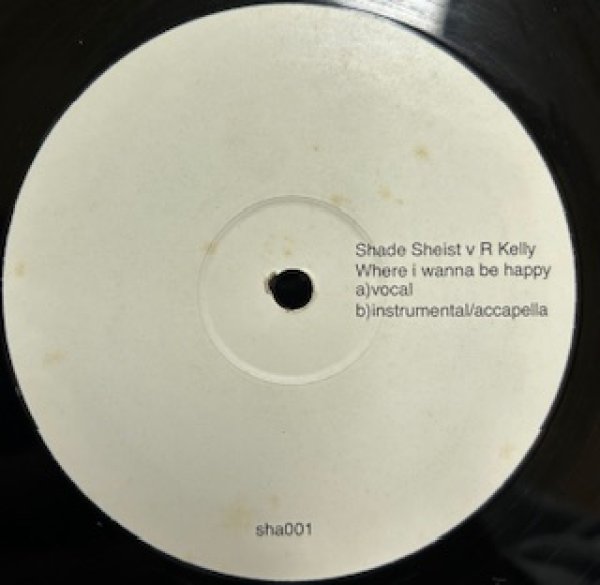 Shade Sheist v R Kelly
Where i wanna be happy
a)vocal
b)instrumental/accapella
sha001